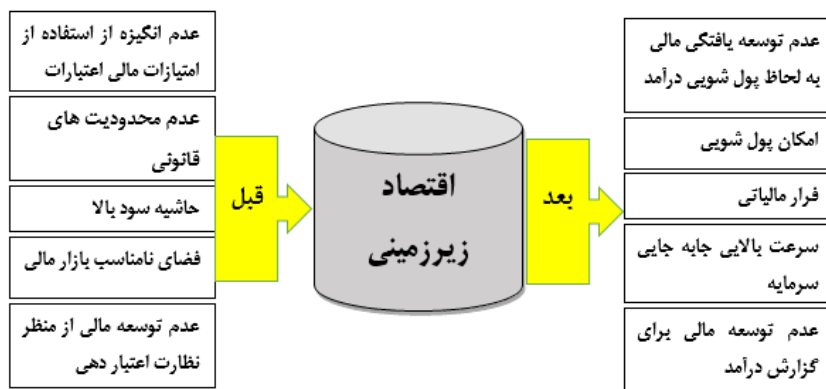 عدم توسعه یافتگی مالی
به لحاظ پول شویی درآمد
امکان پول شویی
فرار مالیاتی
سرعت بالایی جابه جایی
سرمایه
عدم توسعه مالی برای
گزارش درآمد
بعد
اقتصاد
زیرزمینی
قبل
عدم انگیزه از استفاده از
امتیازات مالی اعتبارات
عدم محدودیت های
قانونی
حاشیه سود بالا
فضای نامناسب بازار مالی
عدم توسعه مالی از منظر
نظارت اعتبار دهی